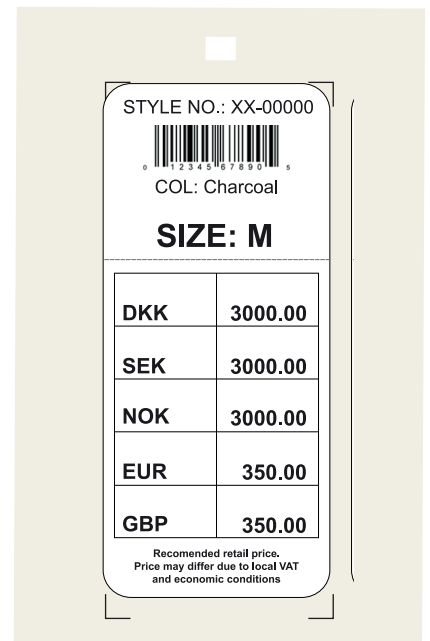 STYLE NO.: XX-00000
0 12345 67890 5
COL: Charcoal
SIZE: M
DKK 3000.00
SEK 3000.00
NOK 3000.00
EUR 350.00
GBP 350.00
Recomended retail price.
Price may differ due to local VAT
and economic conditions